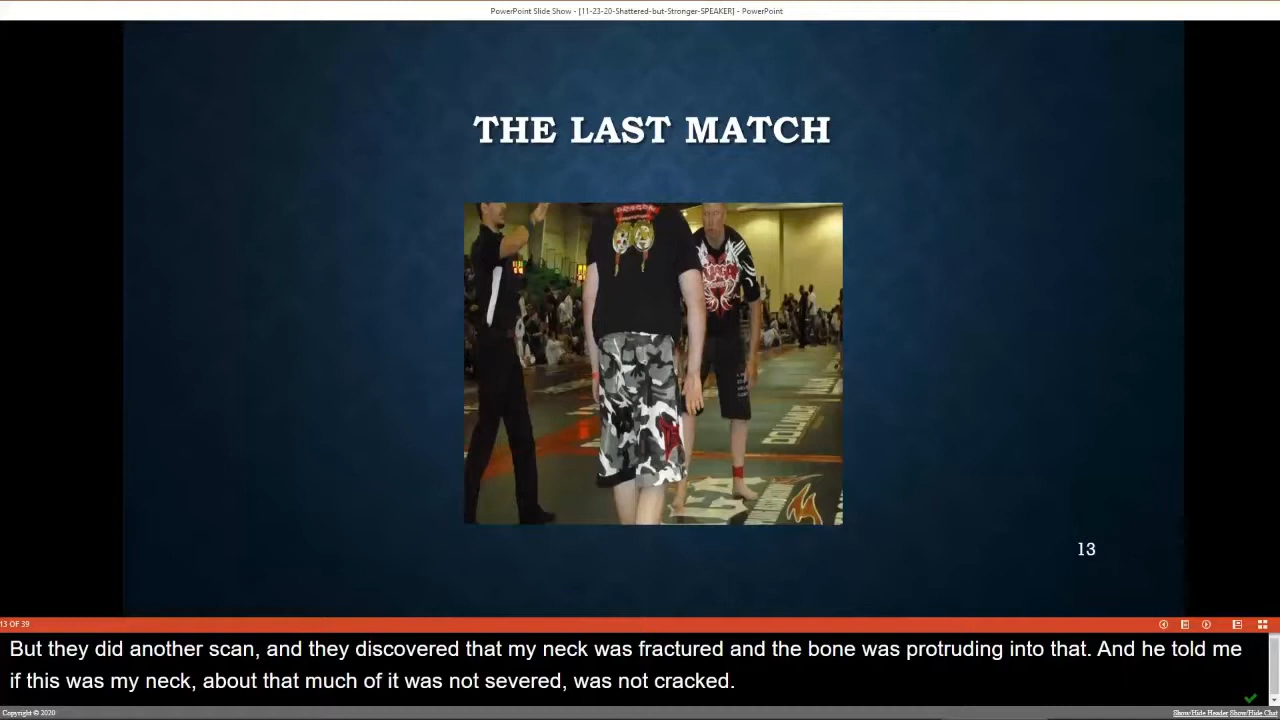 PowerPoint Slide Show - [11-23-20-Shattered-but-Stronger-SPEAKER] - PowerPoint
THE LAST MATCH
DOLLAMUR
13
13 OF 39
But they did another scan, and they discovered that my neck was fractured and the bone was protruding into that. And he told me
if this was my neck, about that much of it was not severed, was not cracked.
Copyright © 2020
Show/Hide Header Show/Hide Chat